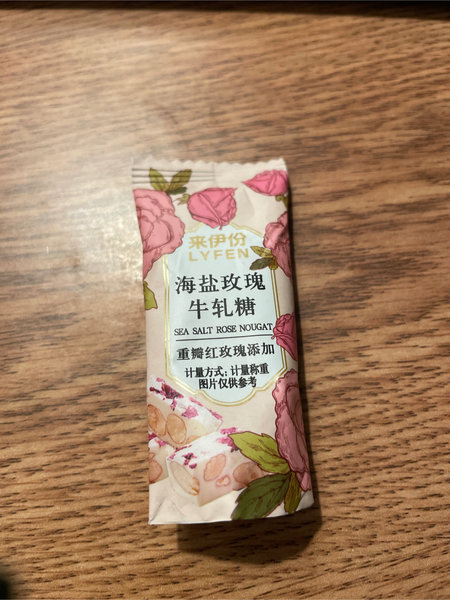 来伊份
LYFEN
海盐玫瑰
牛轧糖
SEA SALT ROSE NOUGAT
重瓣红玫瑰添加
计量方式：计量称重
图片仅供参考